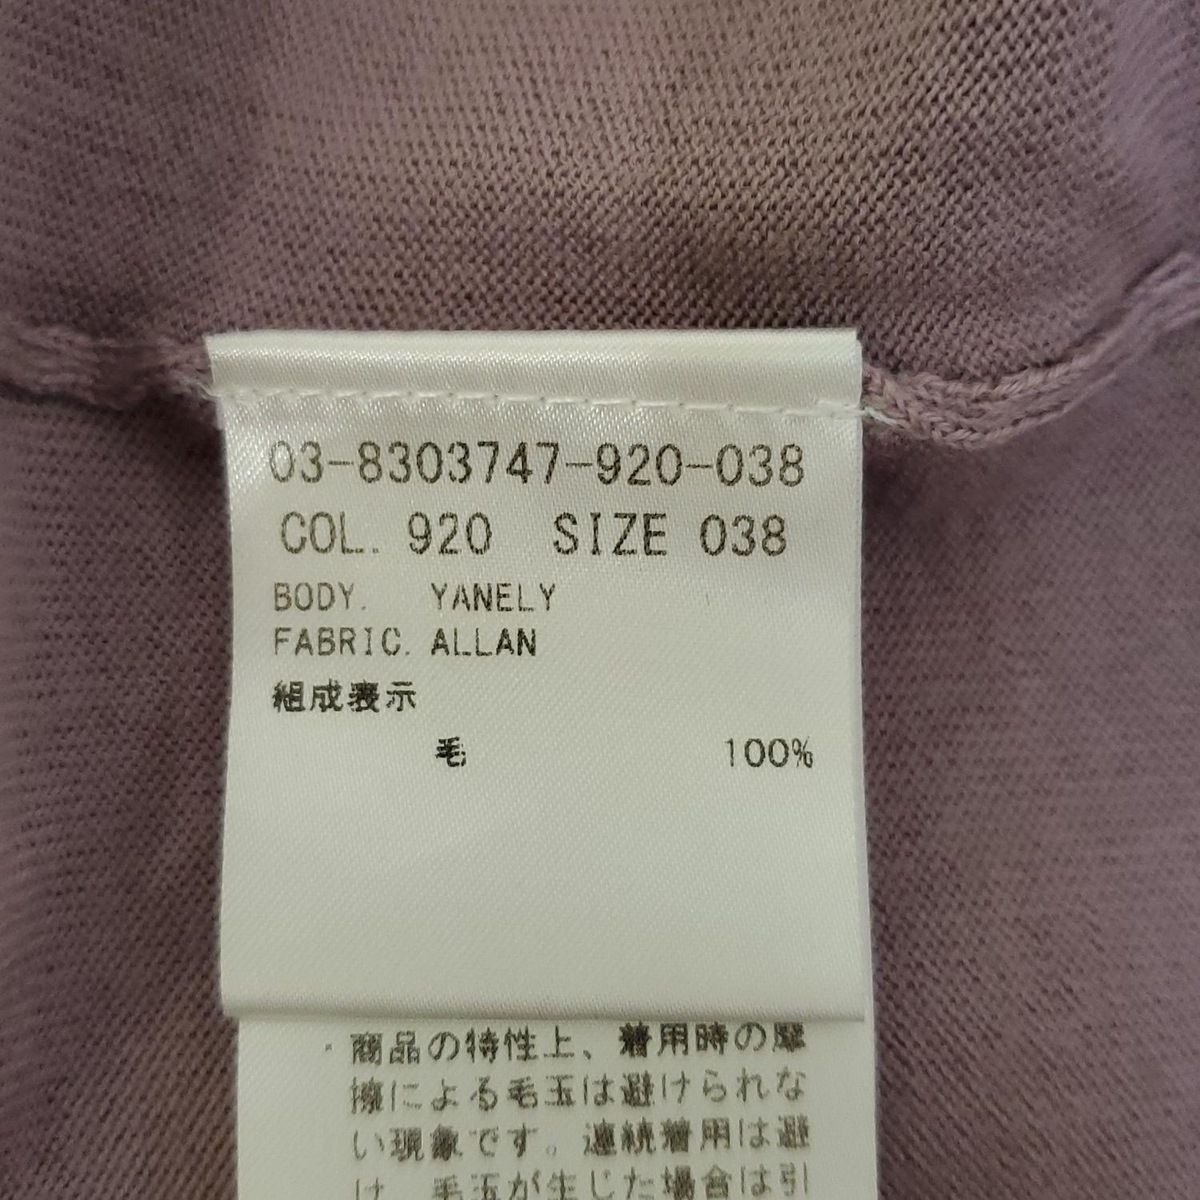 03-8303747-920-038
COL. 920 SIZE 038
BODY. YANELY
FABRIC. ALLAN
組成表示
毛 100%
・商品の特性上、着用時の摩
擦による毛玉は避けられな
い現象です。連続着用は避
け、毛玉が生じた場合は引